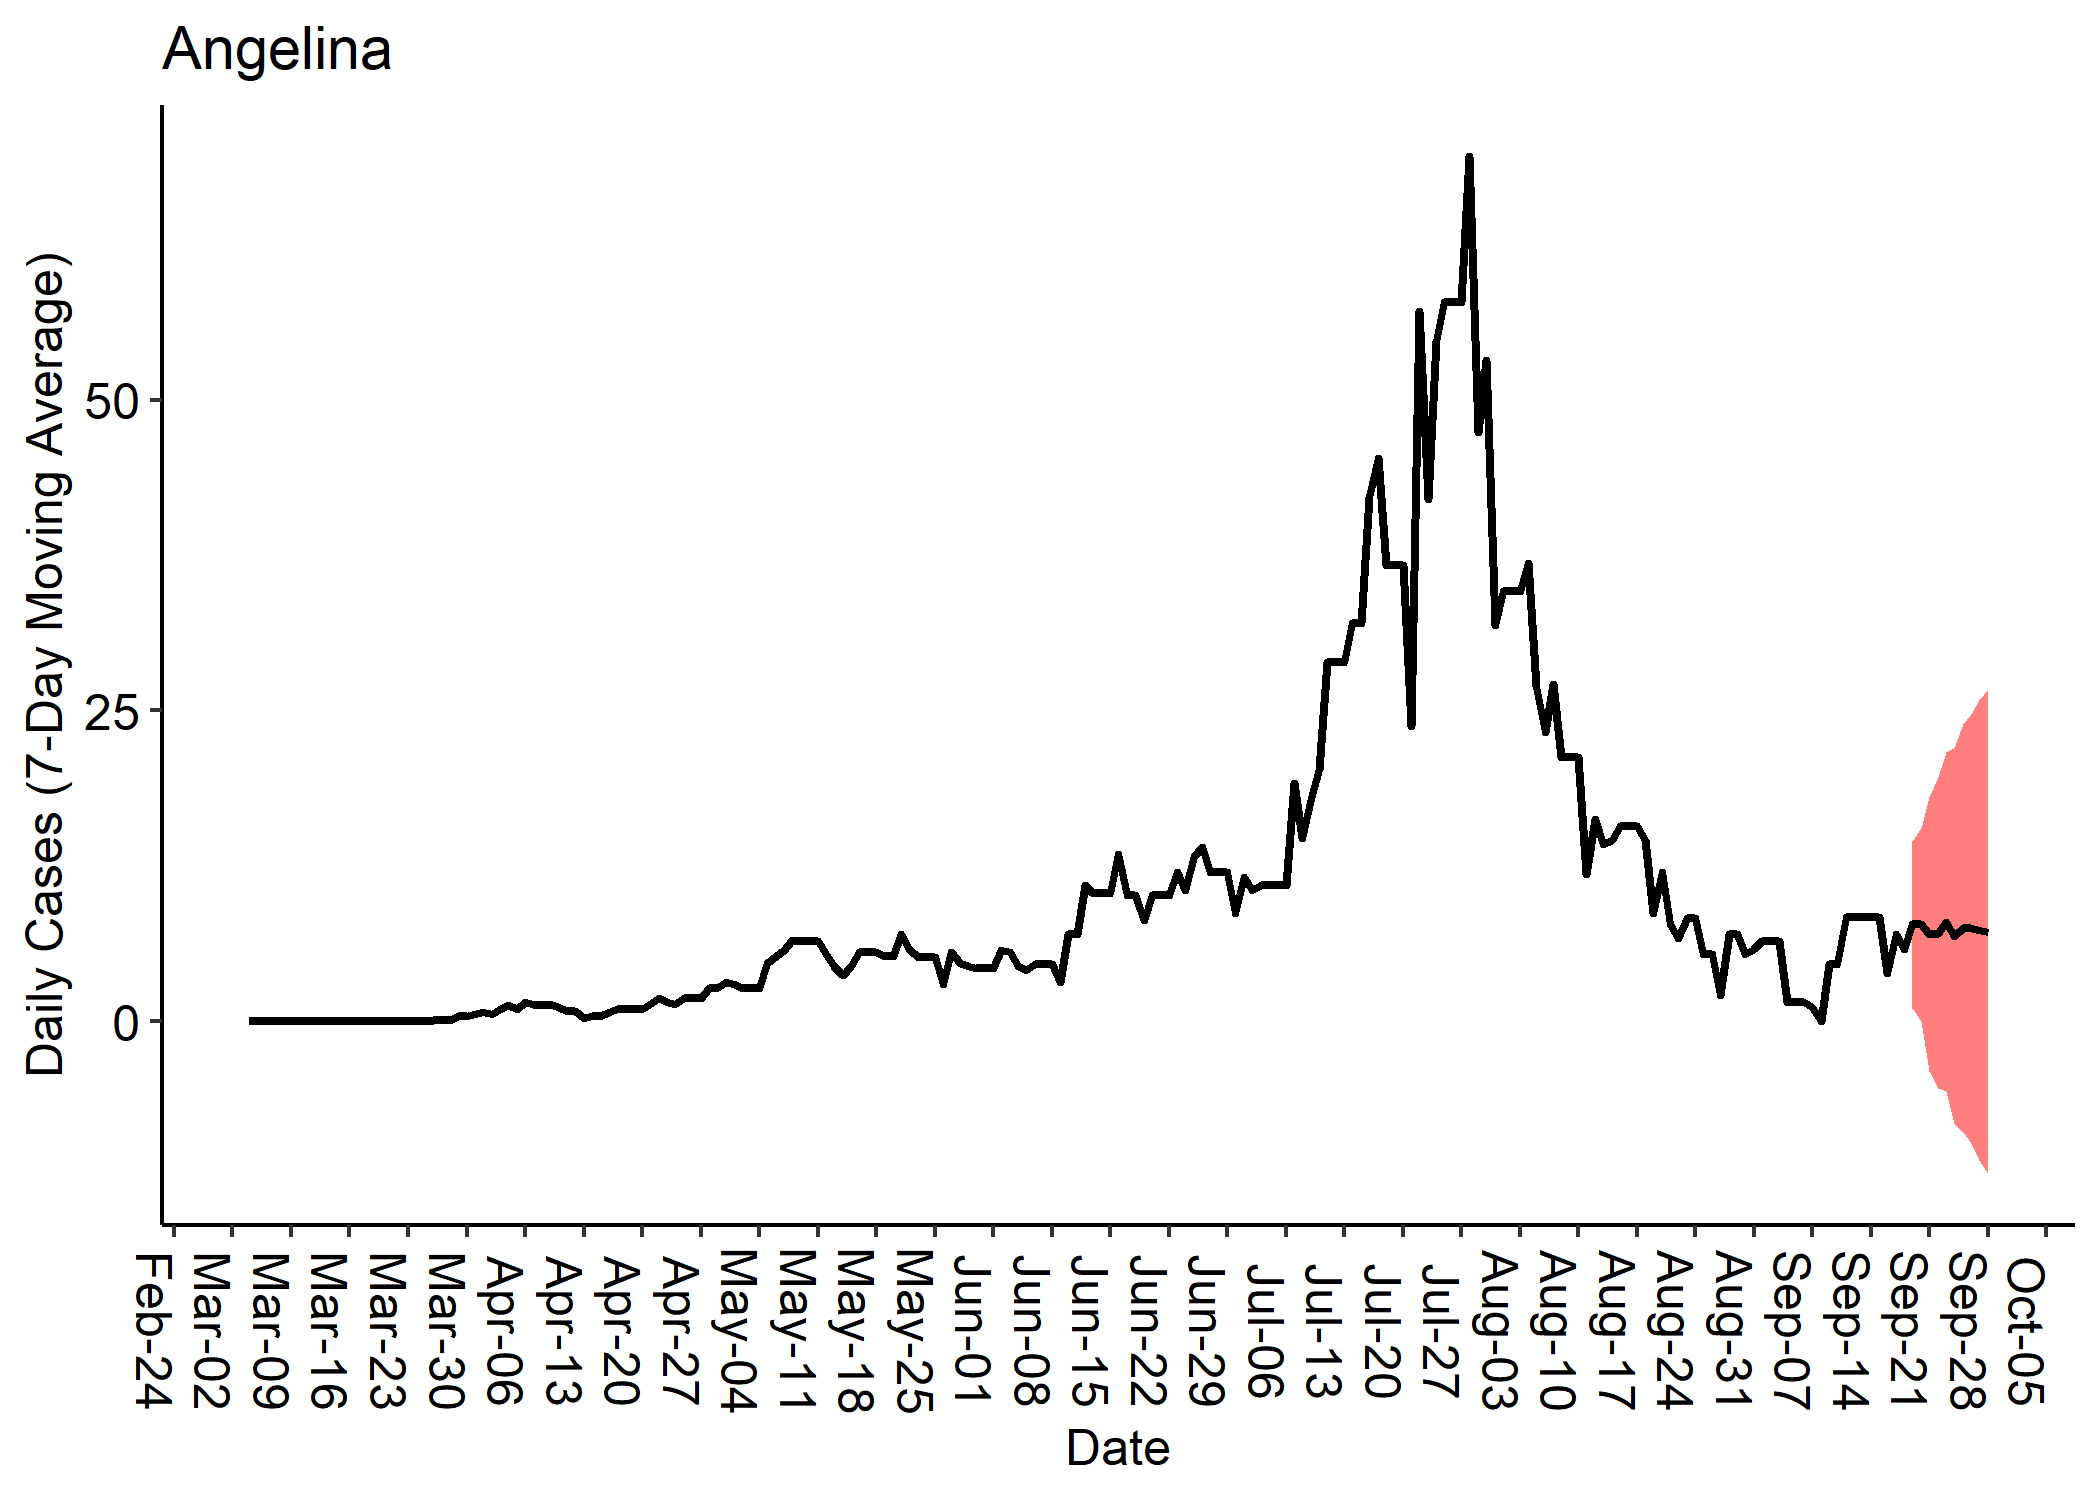 Angelina
Daily Cases (7-Day Moving Average)
50
25
0
Feb-24
Mar-02
Mar-09
Mar-16
Mar-23
Mar-30
Apr-06
Apr-13
Apr-20
Apr-27
May-04
May-11
May-18
May-25
Jun-01
Jun-08
Jun-15
Jun-22
Jun-29
Jul-06
Jul-13
Jul-20
Jul-27
Aug-03
Aug-10
Aug-17
Aug-24
Aug-31
Sep-07
Sep-14
Sep-21
Sep-28
Oct-05
Date